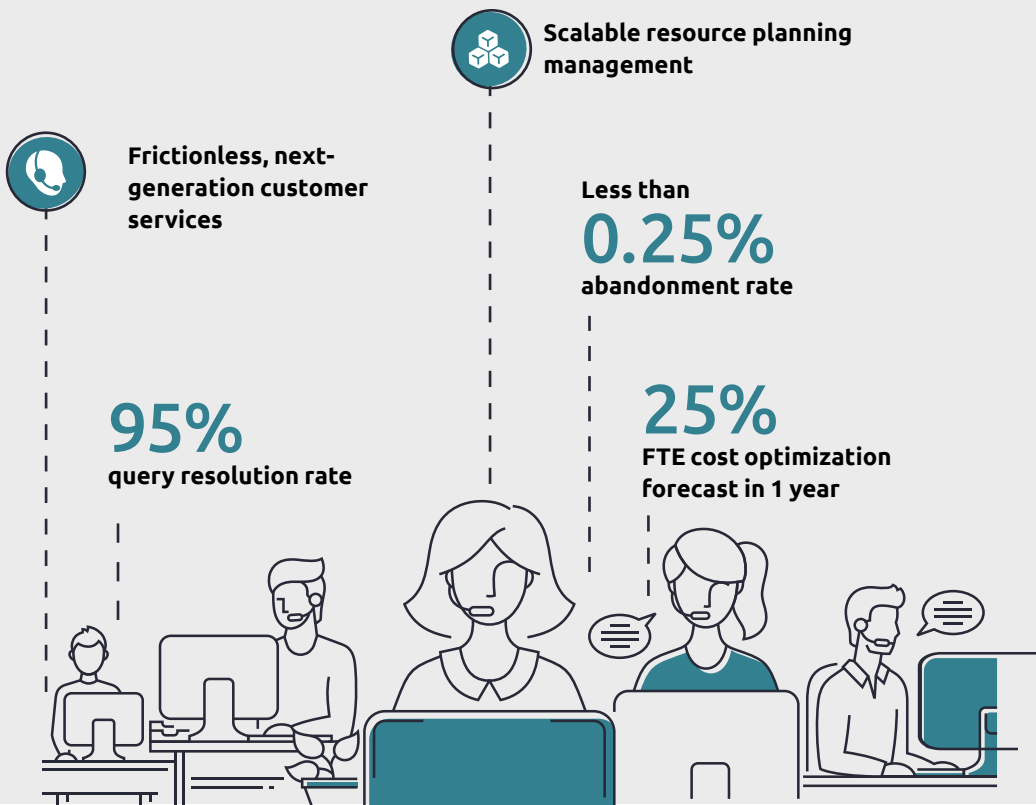 Scalable resource planning
management
Frictionless, next-
generation customer
services
Less than
0.25%
abandonment rate
95%
query resolution rate
25%
FTE cost optimization
forecast in 1 year